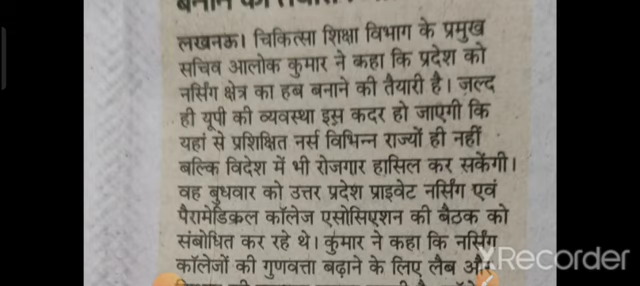 लखनऊ। चिकित्सा शिक्षा विभाग के प्रमुख
सचिव आलोक कुमार ने कहा कि प्रदेश को
नर्सिंग क्षेत्र का हब बनाने की तैयारी है। जल्द
ही यूपी की व्यवस्था इस कदर हो जाएगी कि
यहां से प्रशिक्षित नर्स विभिन्न राज्यों ही नहीं
बल्कि विदेश में भी रोजगार हासिल कर सकेंगी।
वह बुधवार को उत्तर प्रदेश प्राइवेट नर्सिंग एवं
पैरामेडिकल कॉलेज एसोसिएशन की बैठक को
संबोधित कर रहे थे। कुमार ने कहा कि नर्सिंग
कॉलेजों की गुणवत्ता बढ़ाने के लिए लैब और
XRecorder